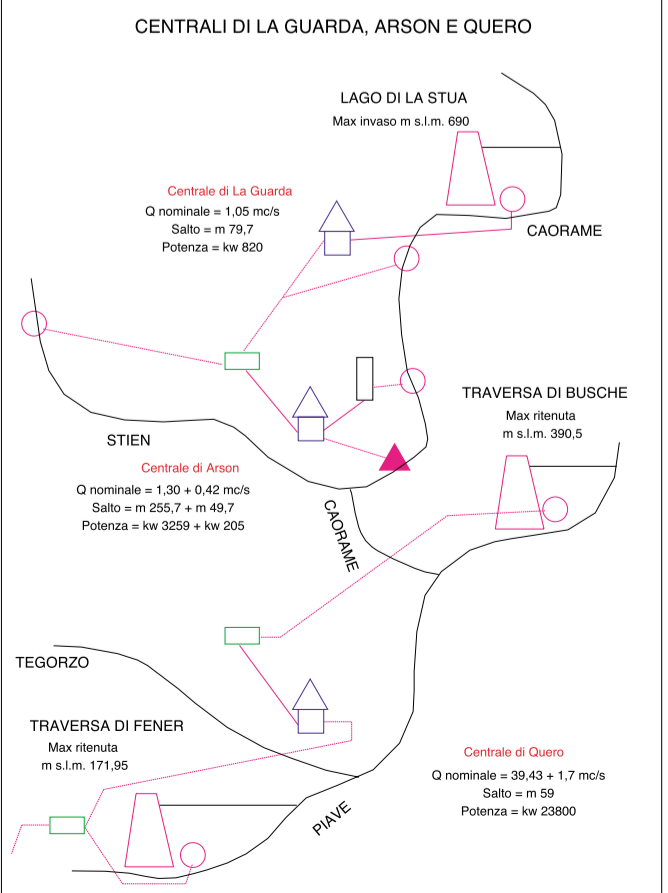 CENTRALI DI LA GUARDA, ARSON E QUERO
LAGO DI LA STUA
Max invaso m s.l.m. 690
Centrale di La Guarda
Q nominale = 1,05 mc/s
Salto = m 79,7
Potenza = kw 820
CAORAME
TRAVERSA DI BUSCHE
Max ritenuta
m s.l.m. 390,5
STIEN
Centrale di Arson
Q nominale = 1,30 + 0,42 mc/s
Salto = m 255,7 + m 49,7
Potenza = kw 3259 + kw 205
CAORAME
TEGORZO
TRAVERSA DI FENER
Max ritenuta
m s.l.m. 171,95
Centrale di Quero
Q nominale = 39,43 + 1,7 mc/s
Salto = m 59
Potenza = kw 23800
PIAVE